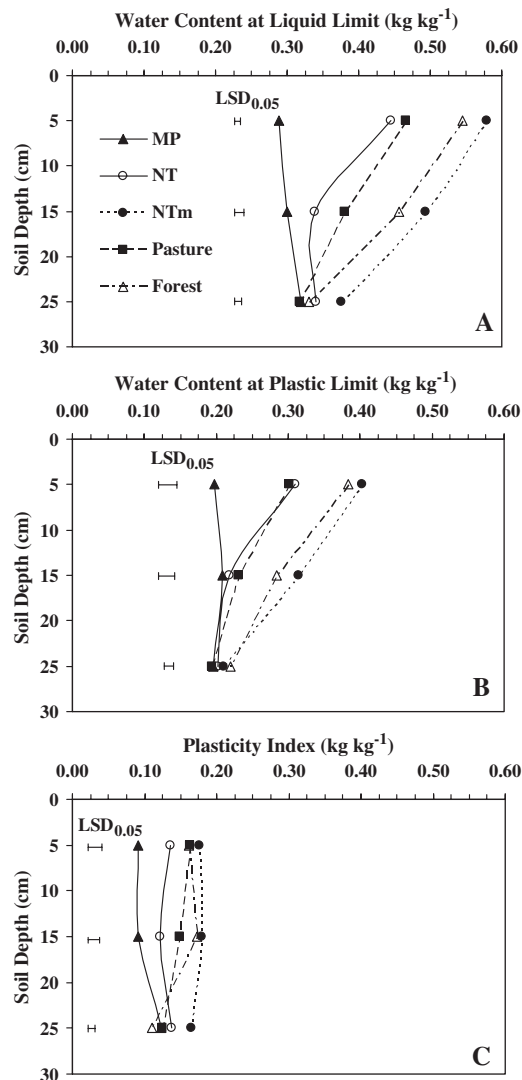 Water Content at Liquid Limit (kg kg-1)
0.00 0.10 0.20 0.30 0.40 0.50 0.60
0
5
10
15
20
25
30
Soil Depth (cm)
LSD0.05
MP
NT
NTm
Pasture
Forest
A
Water Content at Plastic Limit (kg kg-1)
0.00 0.10 0.20 0.30 0.40 0.50 0.60
0
5
10
15
20
25
30
Soil Depth (cm)
LSD0.05
B
Plasticity Index (kg kg-1)
0.00 0.10 0.20 0.30 0.40 0.50 0.60
0
5
10
15
20
25
30
Soil Depth (cm)
LSD0.05
C